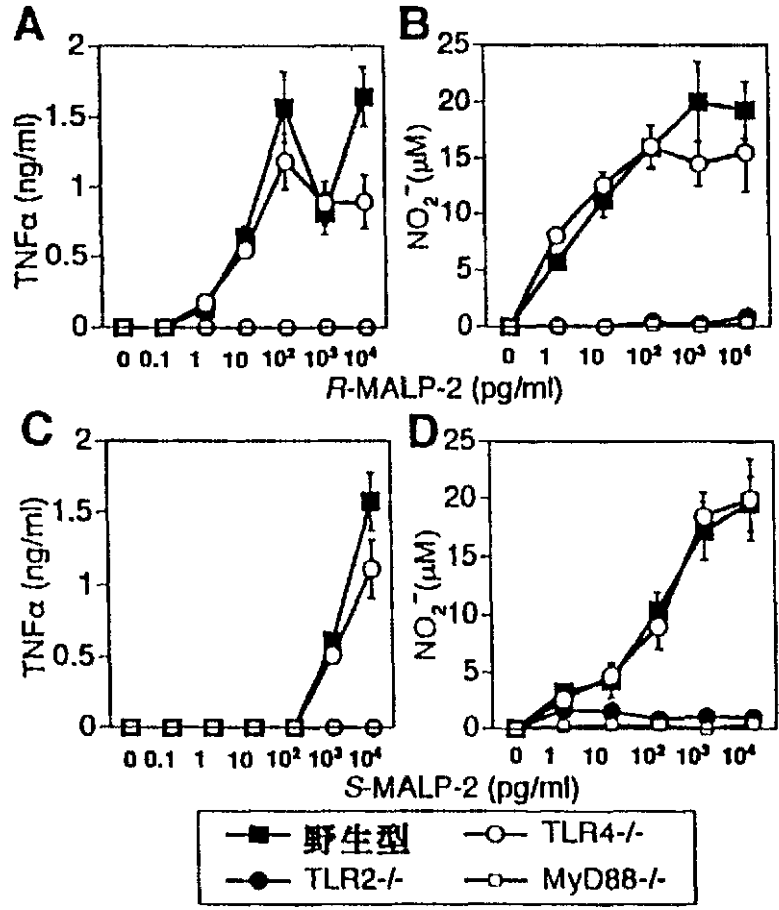 A
TNFα (ng/ml)
2
1.5
1
0.5
0
0 0.1 1 10 10² 10³ 10⁴
B
NO₂⁻(μM)
25
20
15
10
5
0
0 1 10 10² 10³ 10⁴
R-MALP-2 (pg/ml)
C
TNFα (ng/ml)
2
1.5
1
0.5
0
0 0.1 1 10 10² 10³ 10⁴
D
NO₂⁻(μM)
25
20
15
10
5
0
0 1 10 10² 10³ 10⁴
S-MALP-2 (pg/ml)
野生型 TLR4-/-
TLR2-/- MyD88-/-